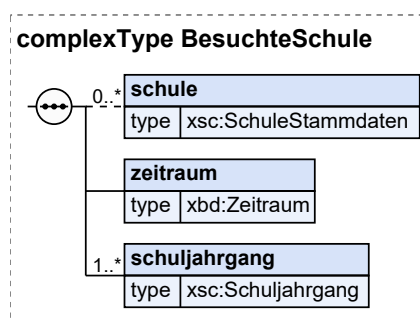 complexType BesuchteSchule
0..* schule
type xsc:SchuleStammdaten
zeitraum
type xbd:Zeitraum
1..* schuljahrgang
type xsc:Schuljahrgang